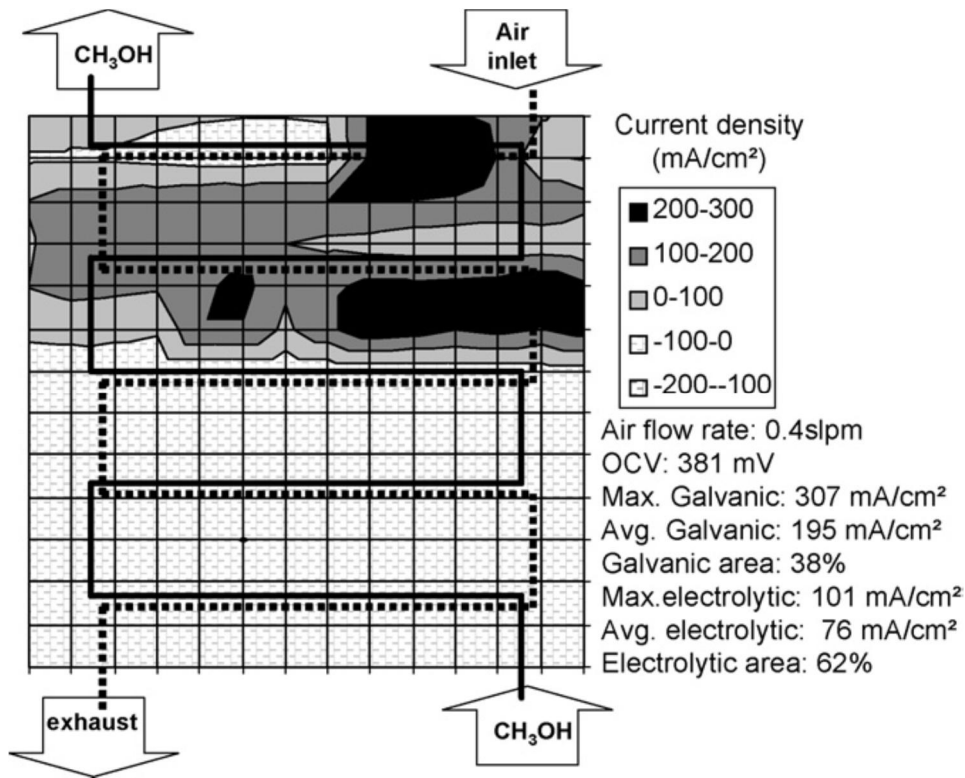 CH₃OH
Air
inlet
Current density
(mA/cm²)
200-300
100-200
0-100
-100-0
-200--100
Air flow rate: 0.4slpm
OCV: 381 mV
Max. Galvanic: 307 mA/cm²
Avg. Galvanic: 195 mA/cm²
Galvanic area: 38%
Max.electrolytic: 101 mA/cm²
Avg. electrolytic: 76 mA/cm²
Electrolytic area: 62%
exhaust
CH₃OH